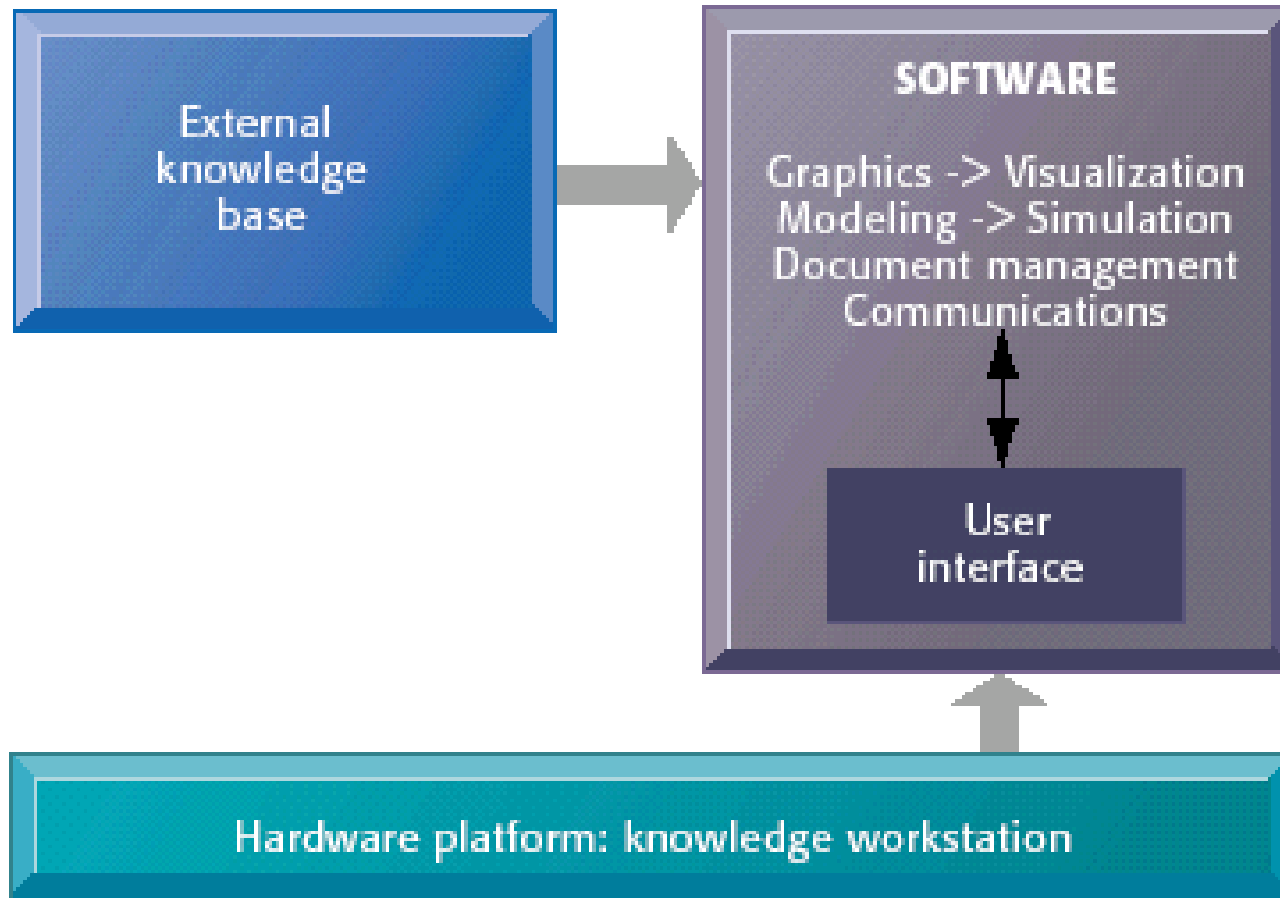 External
knowledge
base
SOFTWARE
Graphics -> Visualization
Modeling -> Simulation
Document management
Communications
User
interface
Hardware platform: knowledge workstation